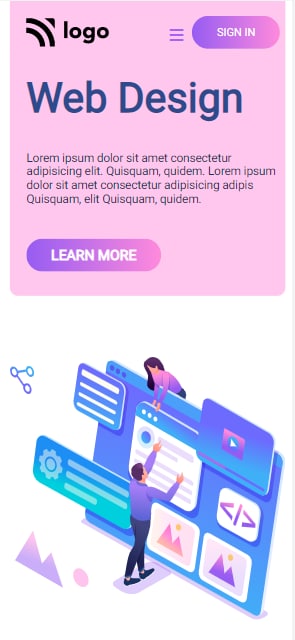 logo
SIGN IN
Web Design
Lorem ipsum dolor sit amet consectetur
adipisicing elit. Quisquam, quidem. Lorem ipsum
dolor sit amet consectetur adipisicing adipis
Quisquam, elit Quisquam, quidem.
LEARN MORE